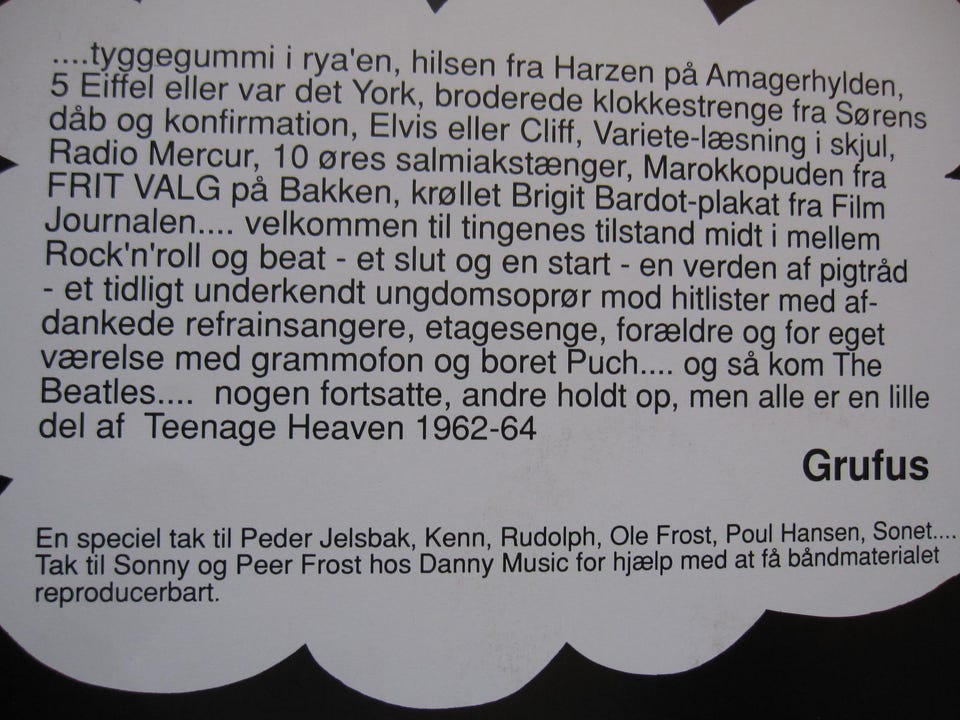 ....tyggegummi i rya'en, hilsen fra Harzen på Amagerhylden,
5 Eiffel eller var det York, broderede klokkestrenge fra Sørens
dåb og konfirmation, Elvis eller Cliff, Variete-læsning i skjul,
Radio Mercur, 10 øres salmiakstænger, Marokkopuden fra
FRIT VALG på Bakken, krøllet Brigit Bardot-plakat fra Film
Journalen.... velkommen til tingenes tilstand midt i mellem
Rock'n'roll og beat - et slut og en start - en verden af pigtråd
- et tidligt underkendt ungdomsoprør mod hitlister med af-
dankede refrainsangere, etagesenge, forældre og for eget
værelse med grammofon og boret Puch.... og så kom The
Beatles.... nogen fortsatte, andre holdt op, men alle er en lille
del af Teenage Heaven 1962-64
Grufus
En speciel tak til Peder Jelsbak, Kenn, Rudolph, Ole Frost, Poul Hansen, Sonet....
Tak til Sonny og Peer Frost hos Danny Music for hjælp med at få båndmaterialet
reproducerbart.